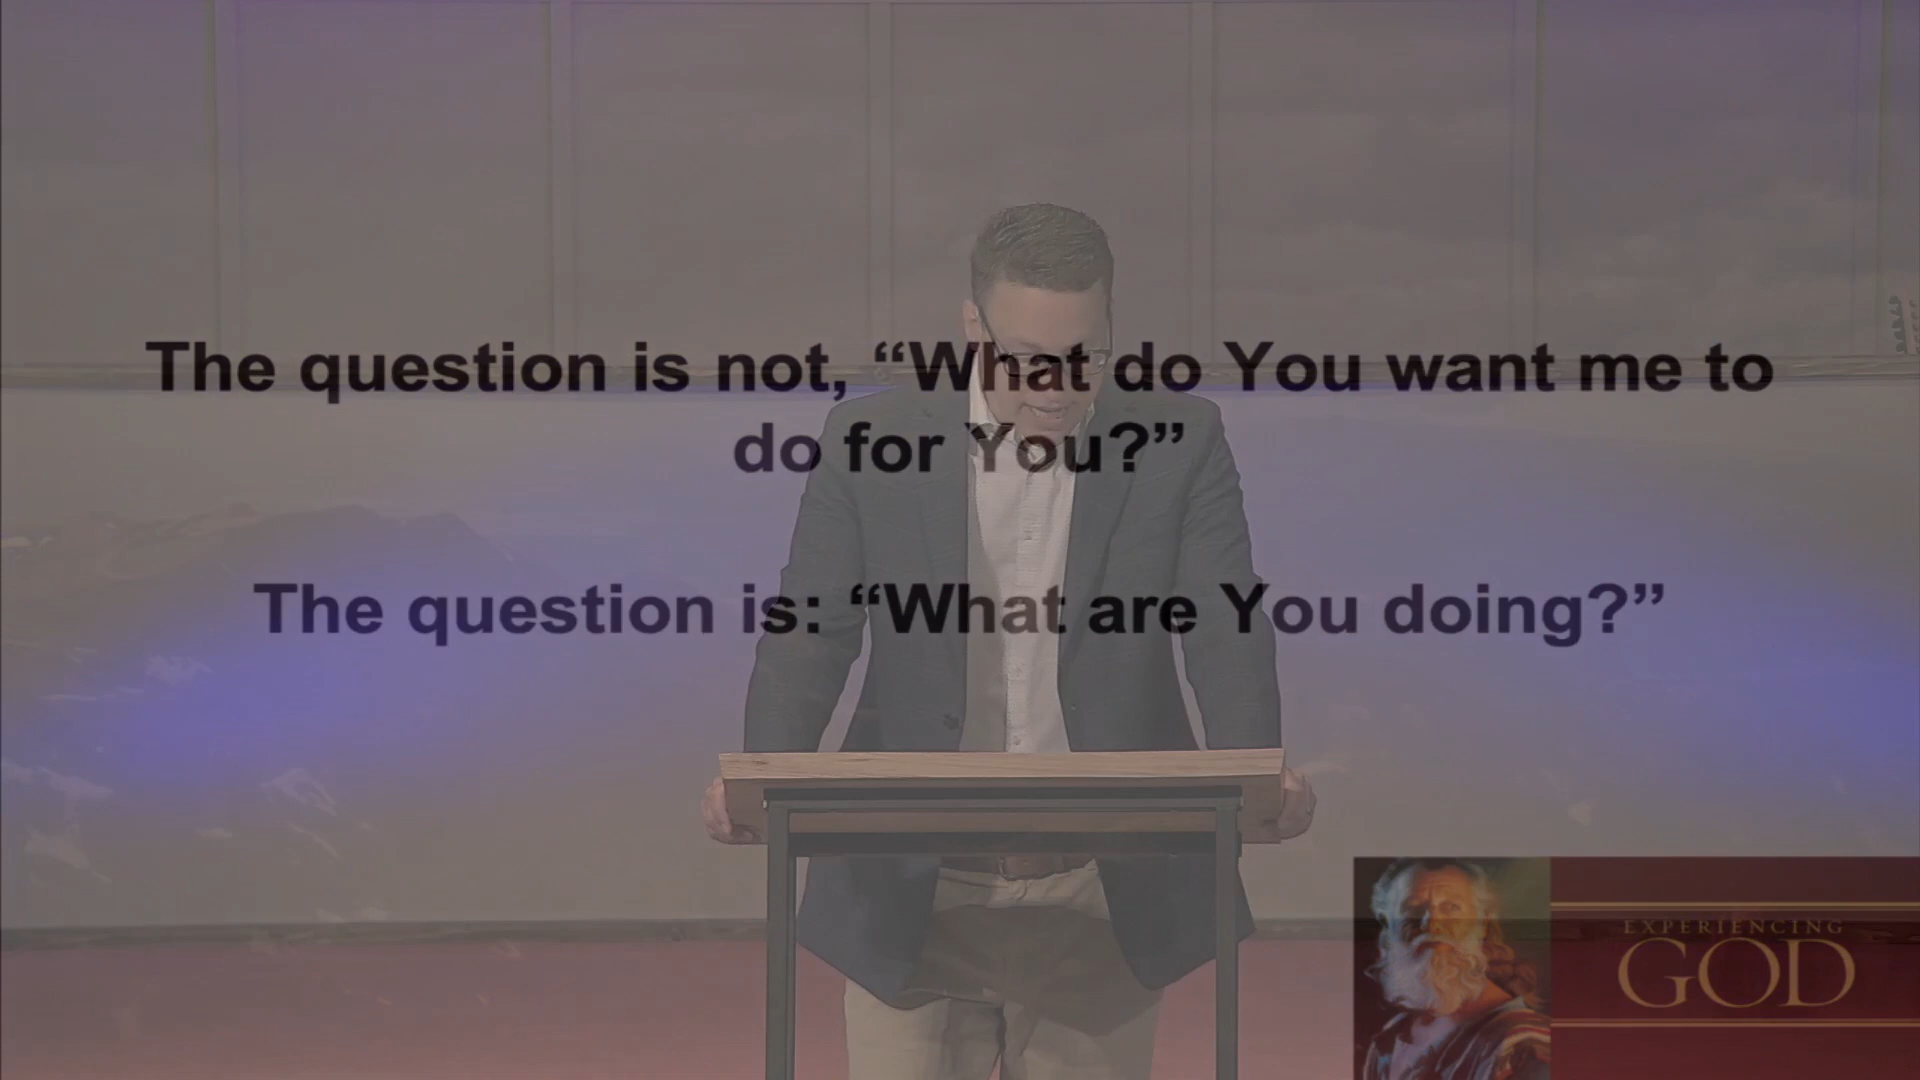 The question is not, “What do You want me to
do for You?”
The question is: “What are You doing?”
EXPERIENCING
GOD